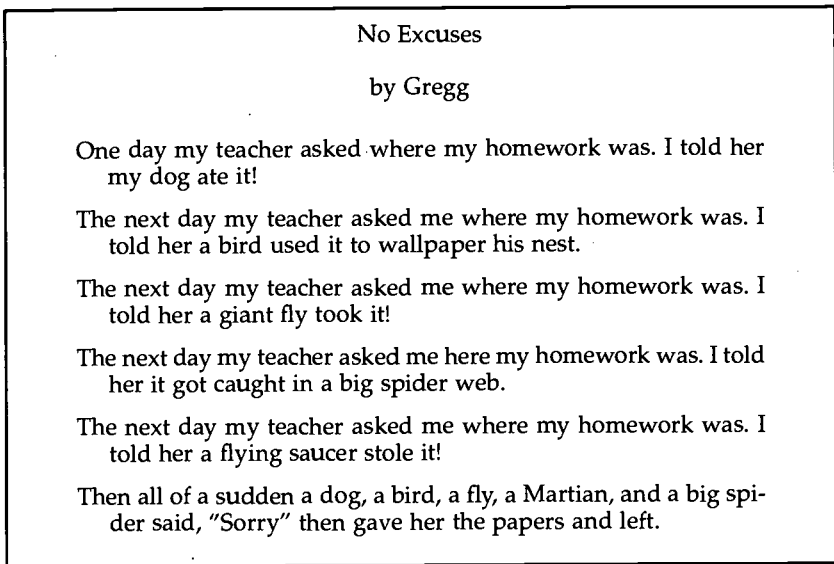 No Excuses
by Gregg
One day my teacher asked where my homework was. I told her
my dog ate it!
The next day my teacher asked me where my homework was. I
told her a bird used it to wallpaper his nest.
The next day my teacher asked me where my homework was. I
told her a giant fly took it!
The next day my teacher asked me here my homework was. I told
her it got caught in a big spider web.
The next day my teacher asked me where my homework was. I
told her a flying saucer stole it!
Then all of a sudden a dog, a bird, a fly, a Martian, and a big spi-
der said, "Sorry" then gave her the papers and left.